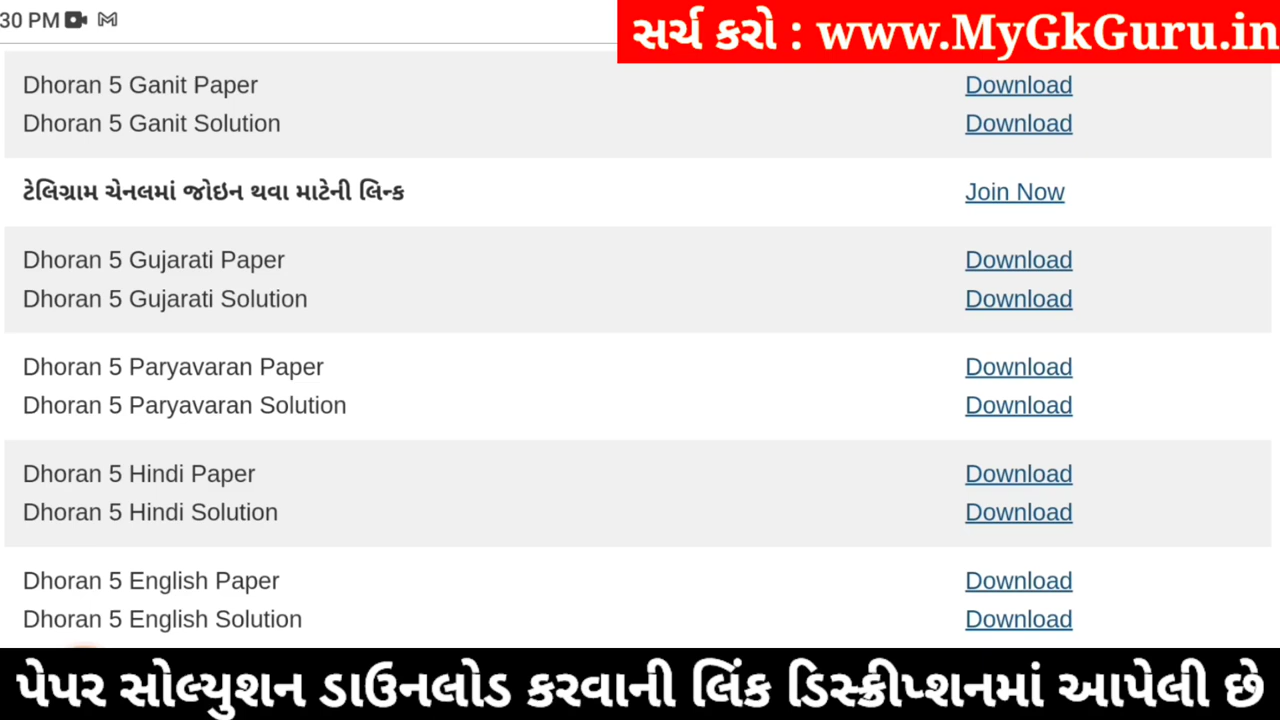 30 PM
સર્ચ કરો : www.MyGkGuru.in
Dhoran 5 Ganit Paper Download
Dhoran 5 Ganit Solution Download
ટેલિગ્રામ ચેનલમાં જોઇન થવા માટેની લિન્ક Join Now
Dhoran 5 Gujarati Paper Download
Dhoran 5 Gujarati Solution Download
Dhoran 5 Paryavaran Paper Download
Dhoran 5 Paryavaran Solution Download
Dhoran 5 Hindi Paper Download
Dhoran 5 Hindi Solution Download
Dhoran 5 English Paper Download
Dhoran 5 English Solution Download
પેપર સોલ્યુશન ડાઉનલોડ કરવાની લિંક ડિસ્ક્રીપ્શનમાં આપેલી છે